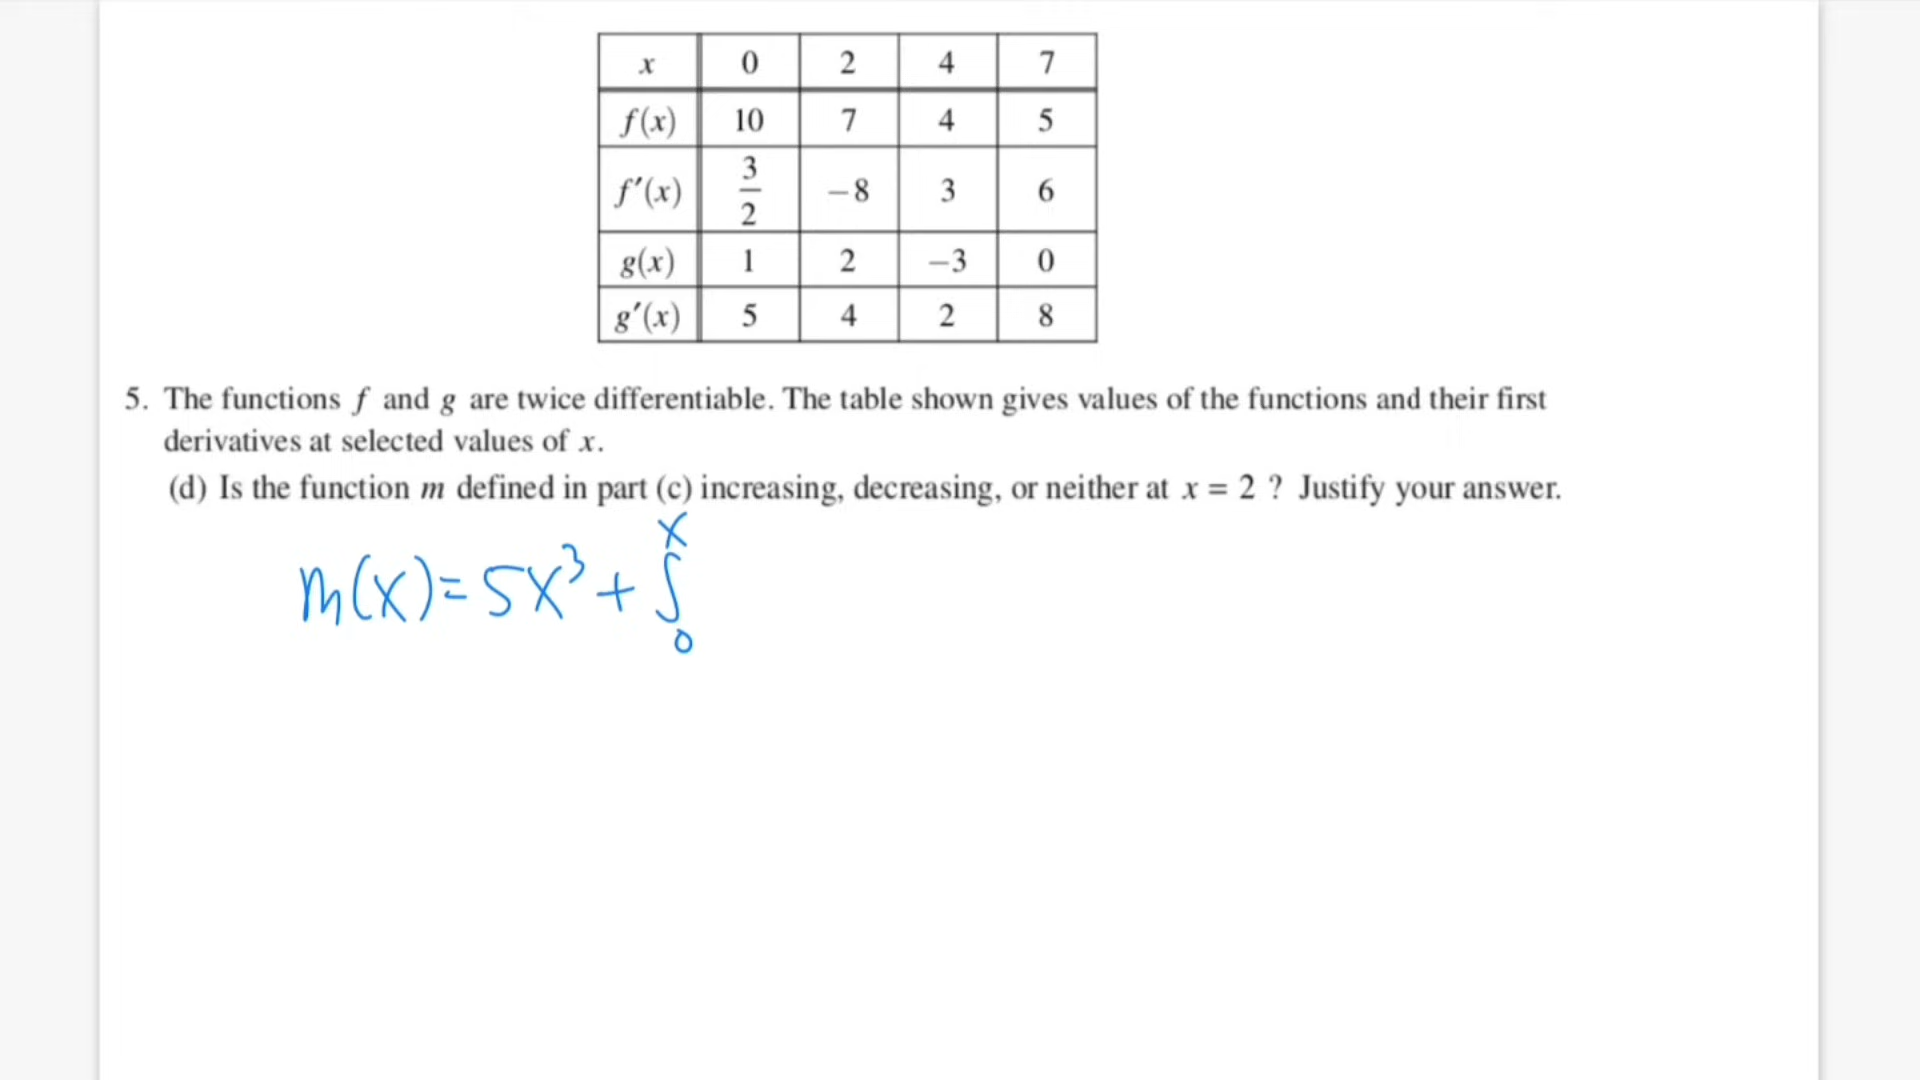 x 0 2 4 7
f(x) 10 7 4 5
f′(x) 3/2 −8 3 6
g(x) 1 2 −3 0
g′(x) 5 4 2 8
5. The functions f and g are twice differentiable. The table shown gives values of the functions and their first
derivatives at selected values of x.
(d) Is the function m defined in part (c) increasing, decreasing, or neither at x = 2 ? Justify your answer.
m(x)=5x³+∫₀ˣ